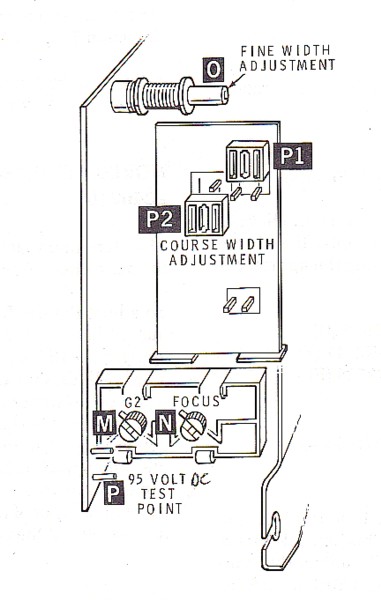 FINE WIDTH
ADJUSTMENT
O
P1
P2
COURSE WIDTH
ADJUSTMENT
G2
FOCUS
M
N
P
95 VOLT DC
TEST
POINT